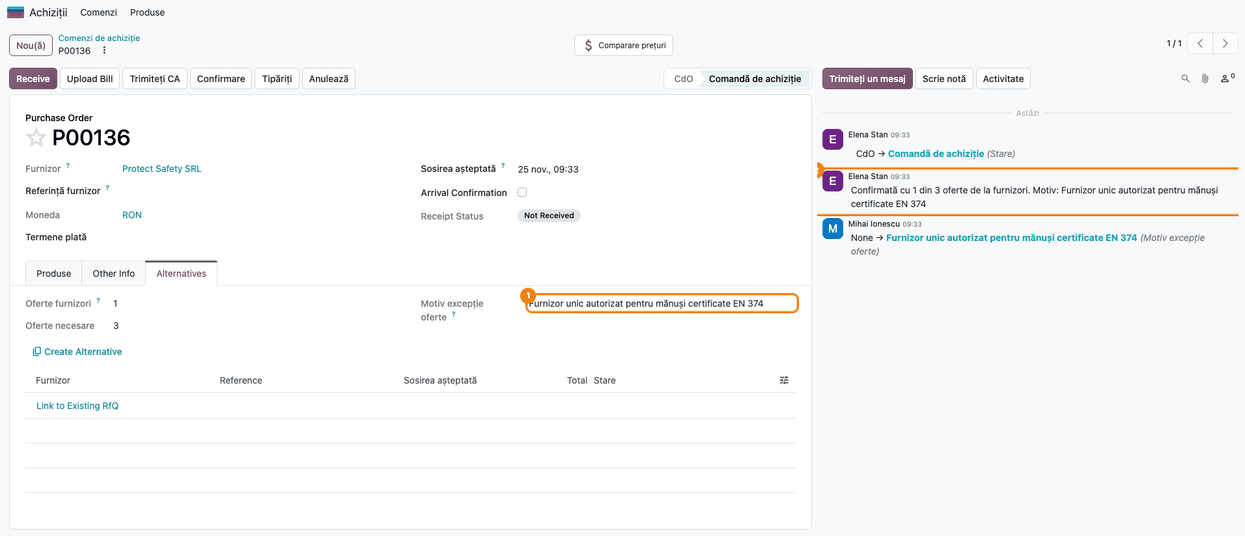 Achiziții Comenzi Produse
Nou(ă)
Comenzi de achiziție
P00136
Comparare prețuri
1 / 1
Receive Upload Bill Trimiteți CA Confirmare Tipăriți Anulează
CdO Comandă de achiziție
Trimiteți un mesaj Scrie notă Activitate
0
Purchase Order
P00136
Furnizor ? Protect Safety SRL
Referință furnizor ?
Moneda RON
Termene plată
Sosirea așteptată ? 25 nov., 09:33
Arrival Confirmation
Receipt Status Not Received
Produse Other Info Alternatives
Oferte furnizori ? 1
Oferte necesare 3
Motiv excepție
oferte ?
1
Furnizor unic autorizat pentru mănuși certificate EN 374
Create Alternative
Furnizor Reference Sosirea așteptată Total Stare
Link to Existing RfQ
Astăzi
E
Elena Stan 09:33
CdO → Comandă de achiziție (Stare)
E
Elena Stan 09:33
Confirmată cu 1 din 3 oferte de la furnizori. Motiv: Furnizor unic autorizat pentru mănuși
certificate EN 374
M
Mihai Ionescu 09:33
None → Furnizor unic autorizat pentru mănuși certificate EN 374 (Motiv excepție
oferte)